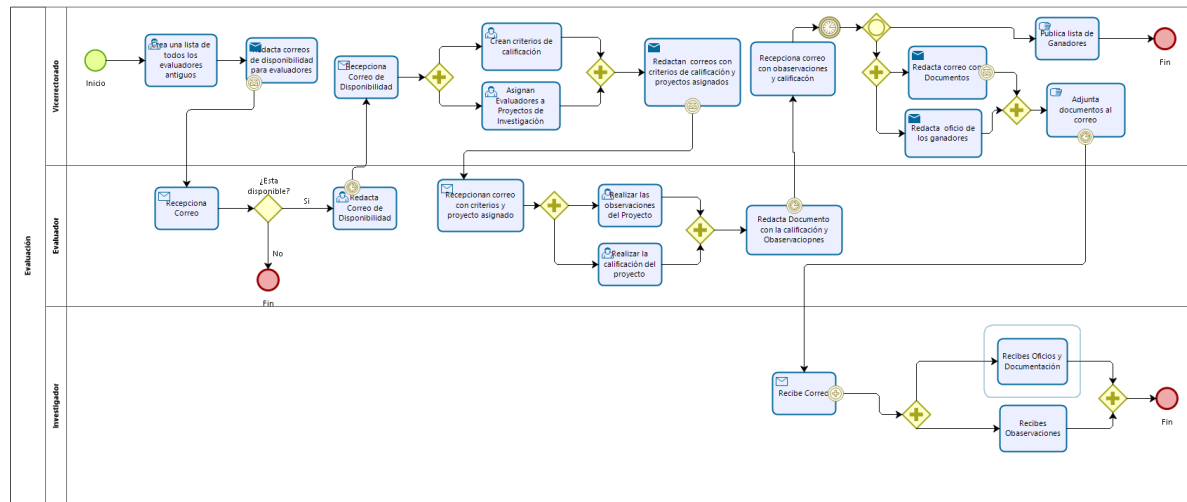 Evaluación
Vicerrectorado
Inicio
Crea una lista de
todos los
evaluadores
antiguos
Redacta correos
de disponibilidad
para evaluadores
Recepciona
Correo de
Disponibilidad
Crean criterios de
calificación
Asignan
Evaluadores a
Proyectos de
Investigación
Redactan correos con
criterios de calificación y
proyectos asignados
Recepciona correo
con observaciones y
calificacón
Publica lista de
Ganadores
Fin
Redacta correo con
Documentos
Redacta oficio de
los ganadores
Adjunta
documentos al
correo
Evaluador
Recepciona
Correo
¿Esta
disponible?
Si
No
Fin
Redacta
Correo de
Disponibilidad
Recepcionan correo
con criterios y
proyecto asignado
Realizar las
observaciones
del Proyecto
Realizar la
calificación del
proyecto
Redacta Documento
con la calificación y
Obaservaciopnes
Investigador
Recibe Correo
Recibes Oficios y
Documentación
Recibes
Obaservaciones
Fin